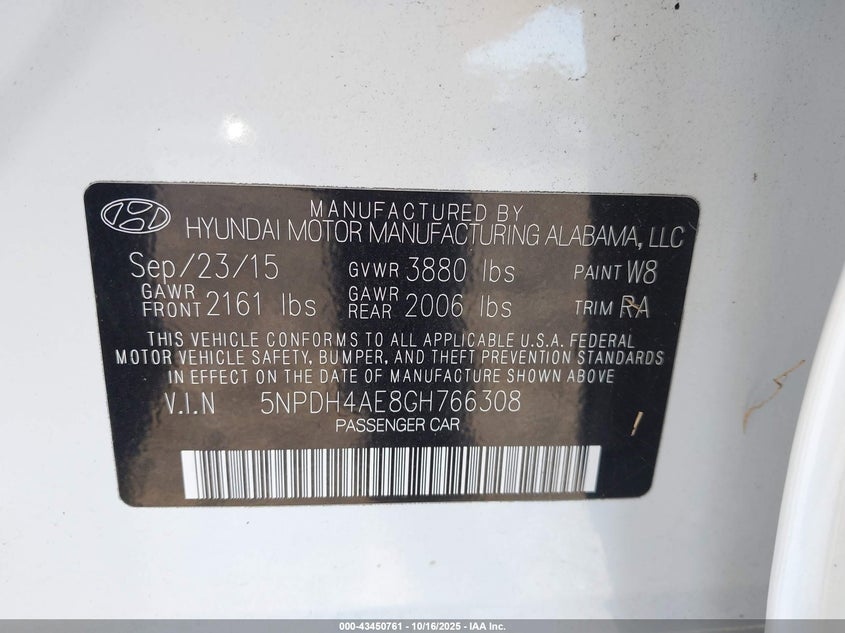 MANUFACTURED BY
HYUNDAI MOTOR MANUFACTURING ALABAMA, LLC
Sep/23/15 GVWR 3880 lbs PAINT W8
GAWR FRONT 2161 lbs GAWR REAR 2006 lbs TRIM RA
THIS VEHICLE CONFORMS TO ALL APPLICABLE U.S.A. FEDERAL
MOTOR VEHICLE SAFETY, BUMPER, AND THEFT PREVENTION STANDARDS
IN EFFECT ON THE DATE OF MANUFACTURE SHOWN ABOVE
V.I.N 5NPDH4AE8GH766308
PASSENGER CAR
000-43450761 - 10/16/2025 - IAA Inc.